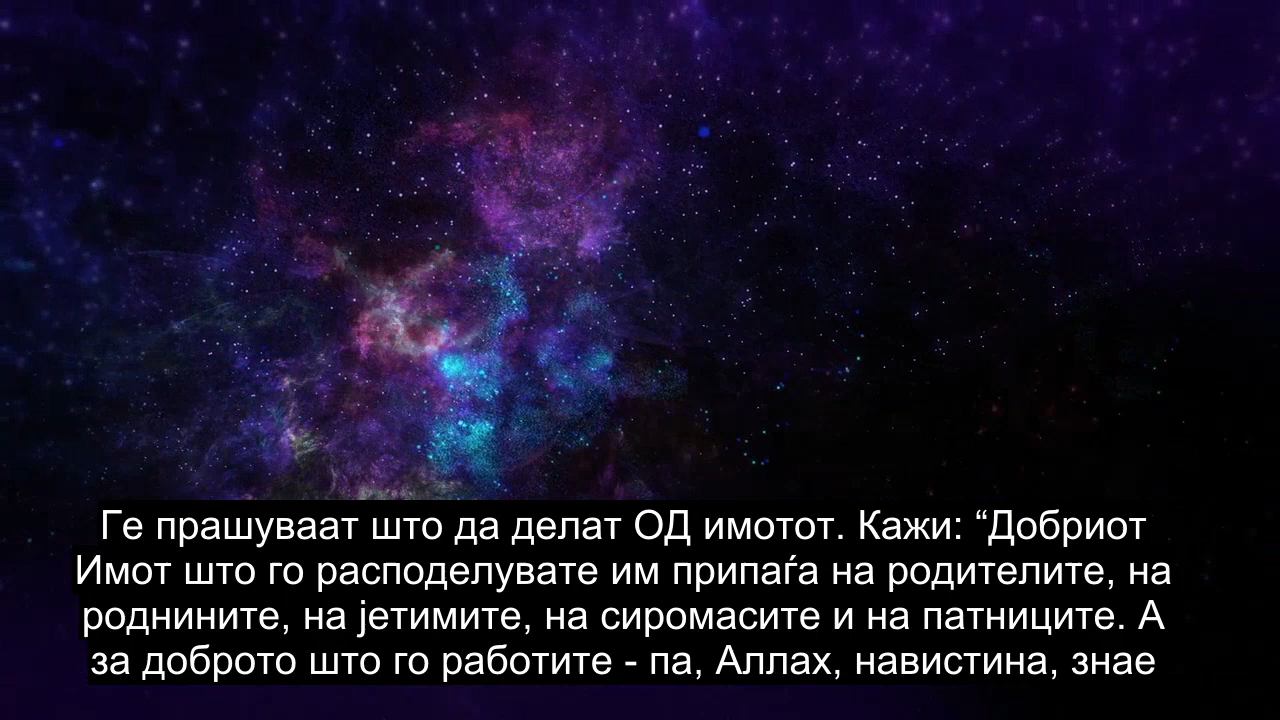 Ге прашуваат што да делат ОД имотот. Кажи: “Добриот
Имот што го расподелувате им припаѓа на родителите, на
роднините, на јетимите, на сиромасите и на патниците. А
за доброто што го работите - па, Аллах, навистина, знае